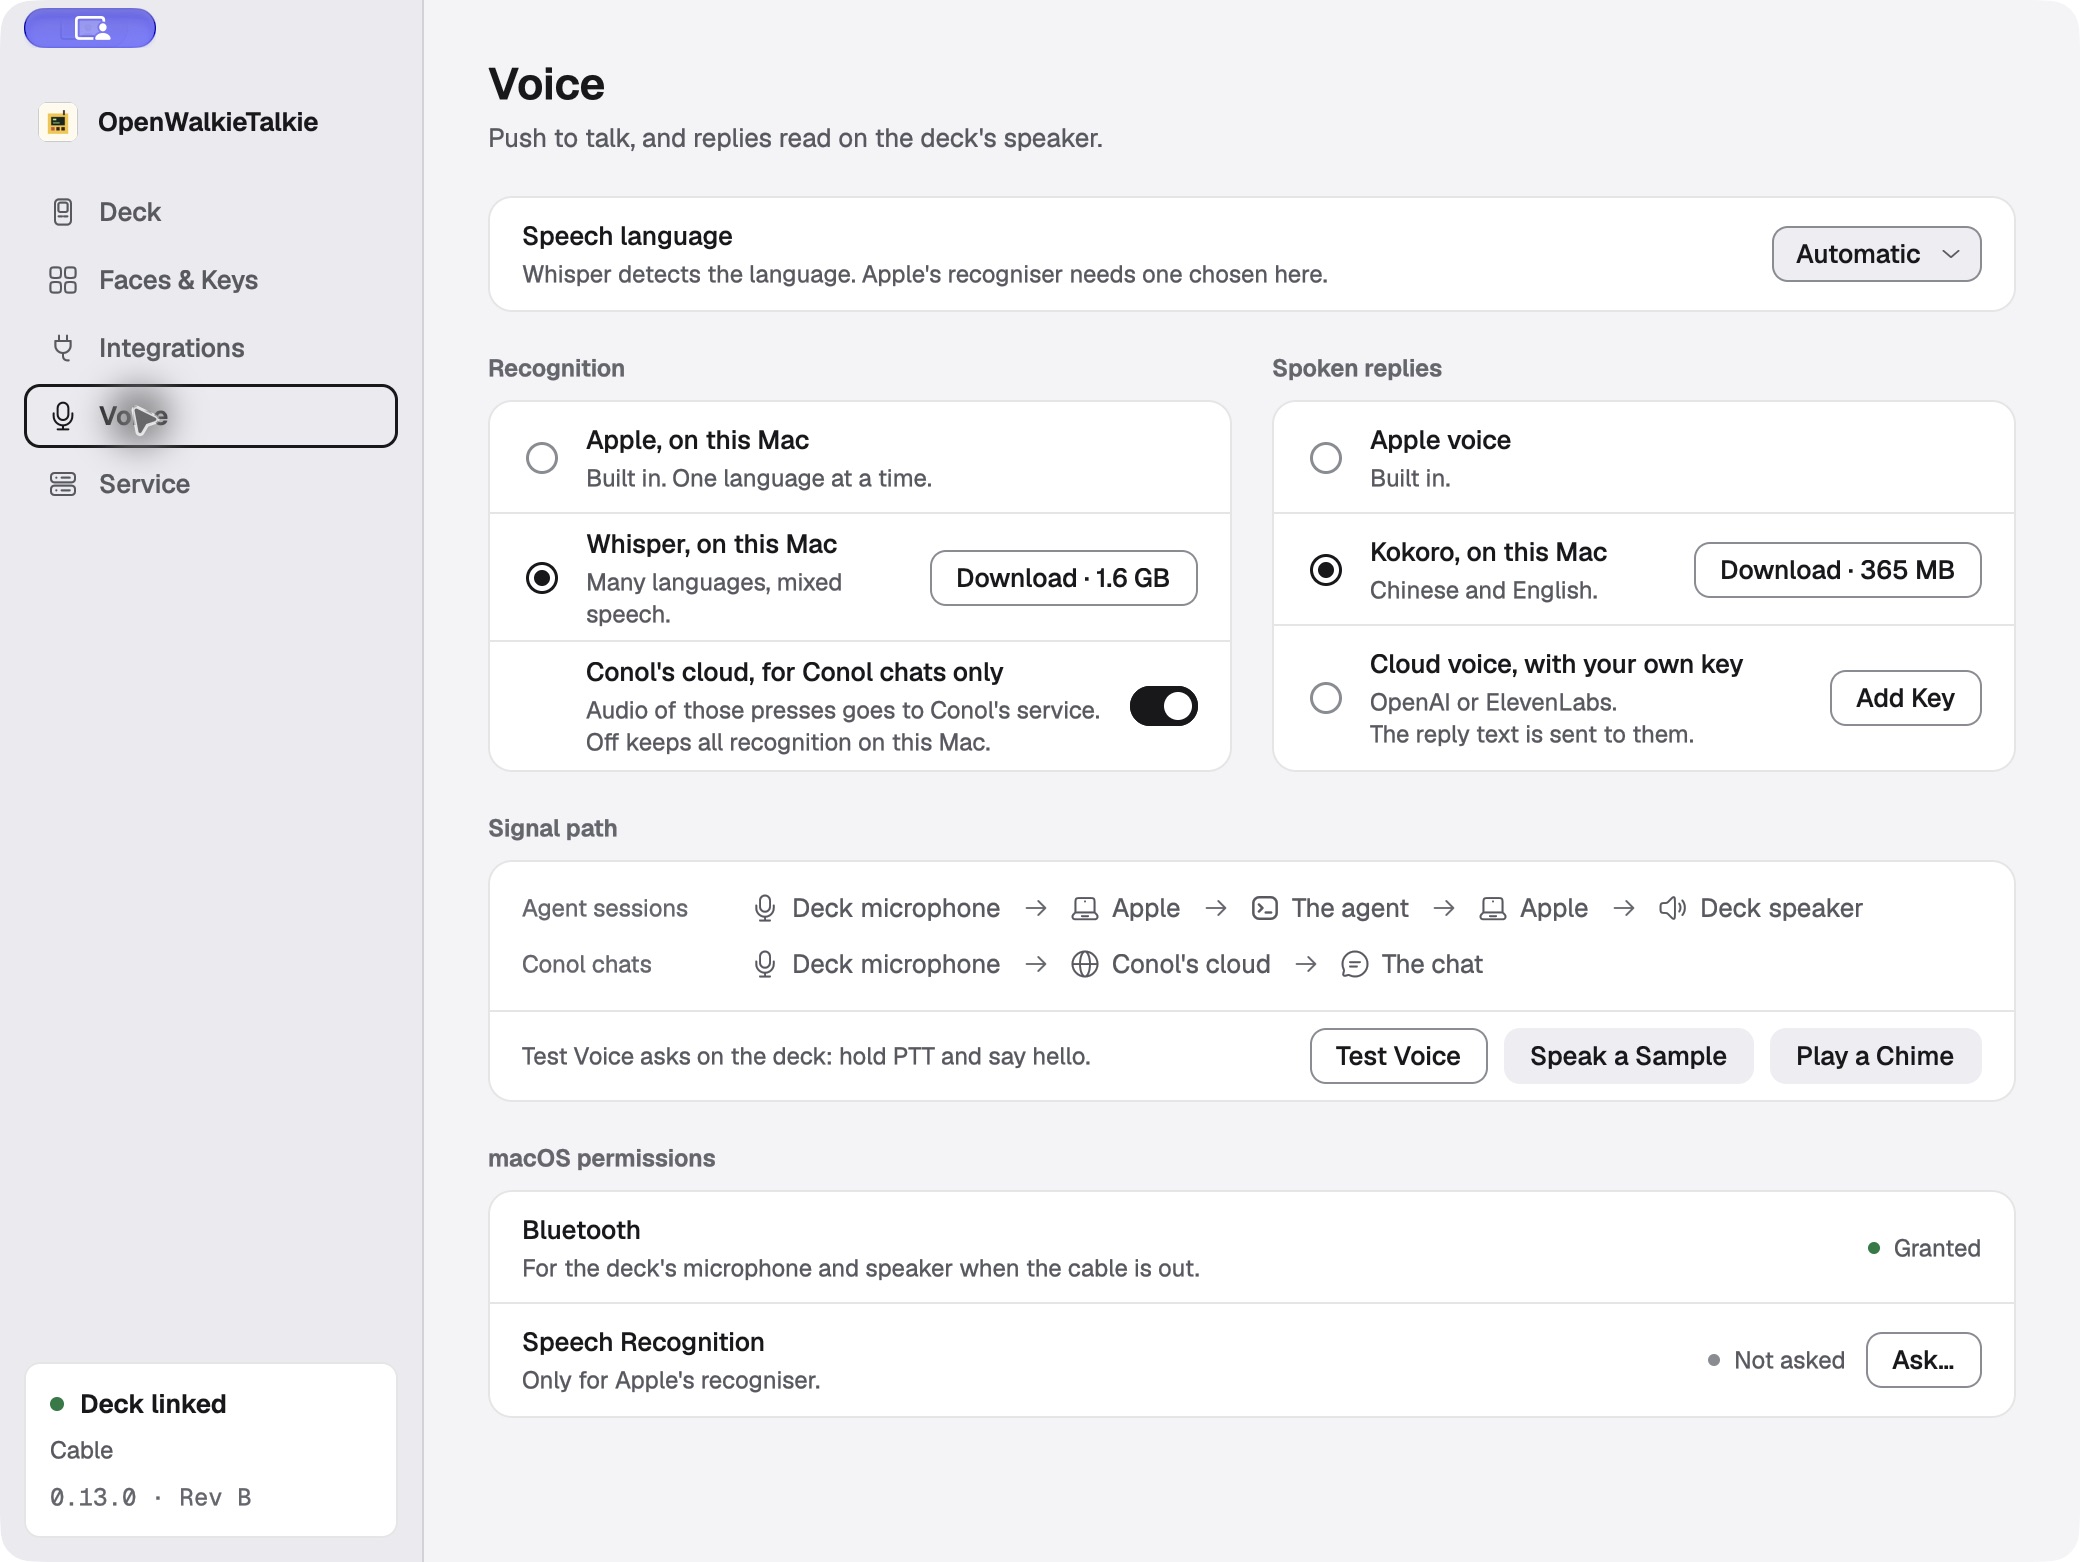 OpenWalkieTalkie
Deck
Faces & Keys
Integrations
Voice
Service
Deck linked
Cable
0.13.0 · Rev B
Voice
Push to talk, and replies read on the deck's speaker.
Speech language
Whisper detects the language. Apple's recogniser needs one chosen here.
Automatic
Recognition
Apple, on this Mac
Built in. One language at a time.
Whisper, on this Mac
Many languages, mixed
speech.
Download · 1.6 GB
Conol's cloud, for Conol chats only
Audio of those presses goes to Conol's service.
Off keeps all recognition on this Mac.
Spoken replies
Apple voice
Built in.
Kokoro, on this Mac
Chinese and English.
Download · 365 MB
Cloud voice, with your own key
OpenAI or ElevenLabs.
The reply text is sent to them.
Add Key
Signal path
Agent sessions Deck microphone → Apple → The agent → Apple → Deck speaker
Conol chats Deck microphone → Conol's cloud → The chat
Test Voice asks on the deck: hold PTT and say hello.
Test Voice
Speak a Sample
Play a Chime
macOS permissions
Bluetooth
For the deck's microphone and speaker when the cable is out.
Granted
Speech Recognition
Only for Apple's recogniser.
Not asked
Ask...